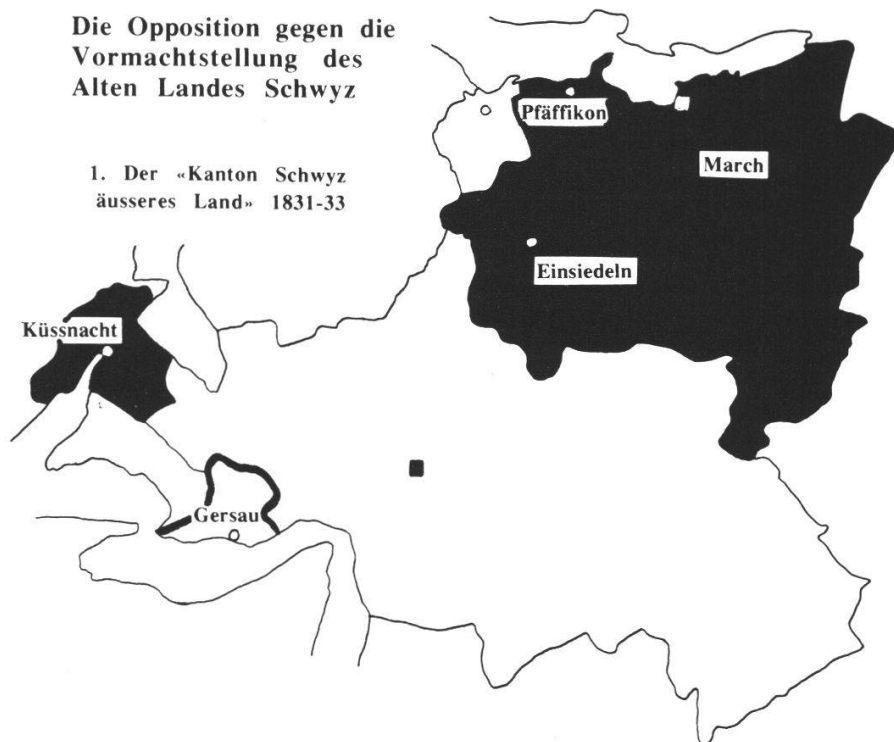 Die Opposition gegen die
Vormachtstellung des
Alten Landes Schwyz
1. Der «Kanton Schwyz
äusseres Land» 1831-33
Pfäffikon
March
Einsiedeln
Küssnacht
Gersau